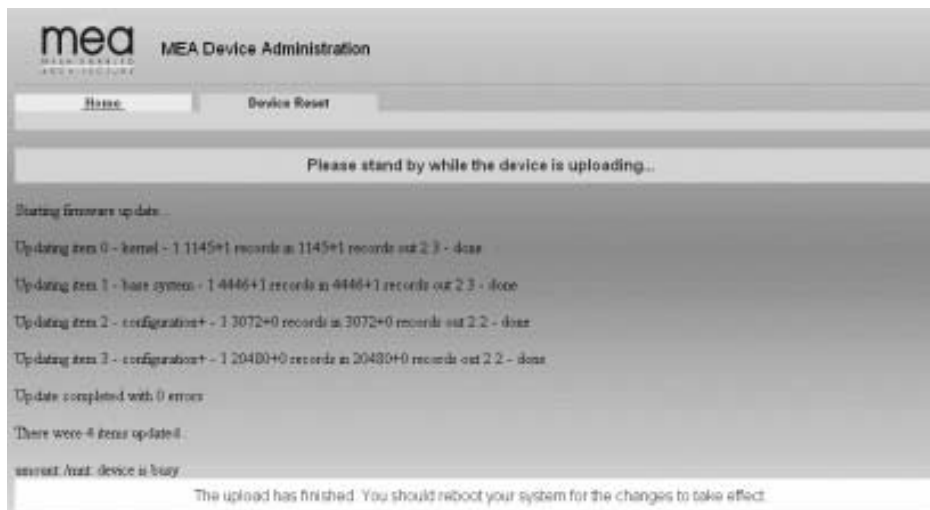 mea
MESH ENABLED
ARCHITECTURE
MEA Device Administration
Home
Device Reset
Please stand by while the device is uploading...
Starting firmware update...
Updating item 0 - kernel - 1 1145+1 records in 1145+1 records out 2 3 - done
Updating item 1 - base system - 1 4446+1 records in 4446+1 records out 2 3 - done
Updating item 2 - configuration+ - 1 3072+0 records in 3072+0 records out 2 2 - done
Updating item 3 - configuration+ - 1 20480+0 records in 20480+0 records out 2 2 - done
Update completed with 0 errors
There were 4 items updated.
umount: /mnt: device is busy
The upload has finished. You should reboot your system for the changes to take effect.